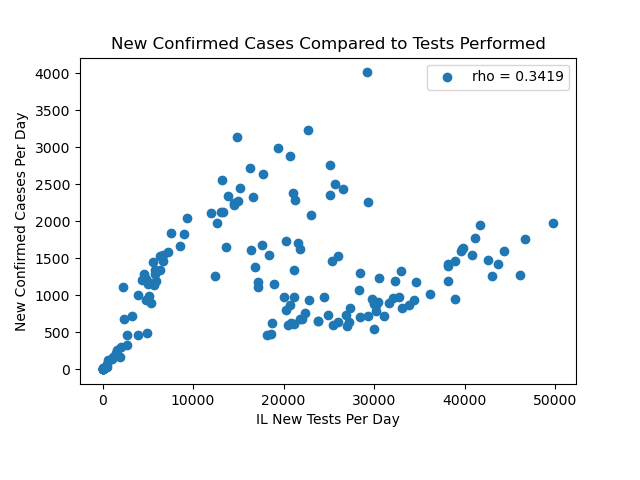 New Confirmed Cases Compared to Tests Performed
rho = 0.3419
New Confirmed Caeses Per Day
4000
3500
3000
2500
2000
1500
1000
500
0
0 10000 20000 30000 40000 50000
IL New Tests Per Day